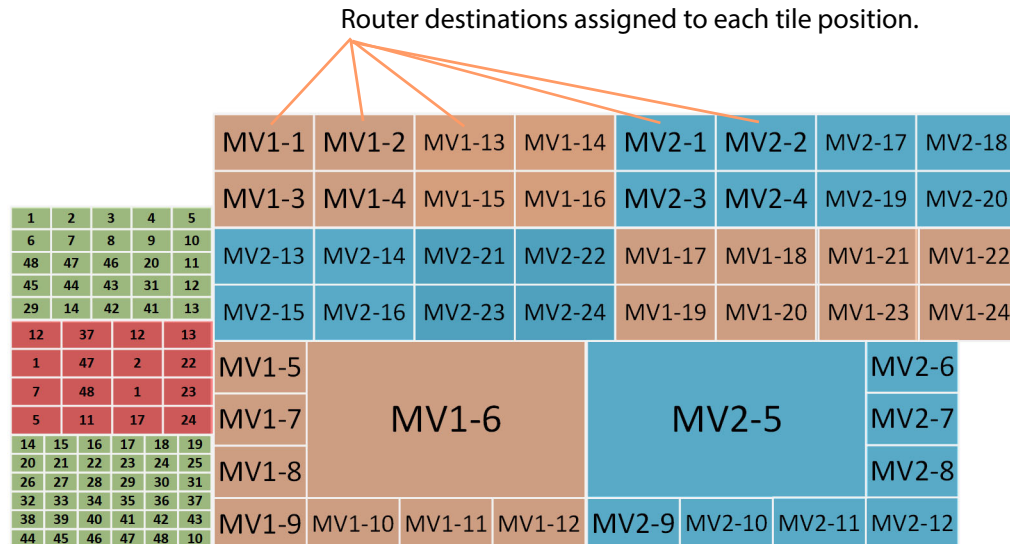 Router destinations assigned to each tile position.
MV1-1 MV1-2 MV1-13 MV1-14 MV2-1 MV2-2 MV2-17 MV2-18
MV1-3 MV1-4 MV1-15 MV1-16 MV2-3 MV2-4 MV2-19 MV2-20
MV2-13 MV2-14 MV2-21 MV2-22 MV1-17 MV1-18 MV1-21 MV1-22
MV2-15 MV2-16 MV2-23 MV2-24 MV1-19 MV1-20 MV1-23 MV1-24
MV1-5 MV2-6
MV1-7 MV1-6 MV2-5 MV2-7
MV1-8 MV2-8
MV1-9 MV1-10 MV1-11 MV1-12 MV2-9 MV2-10 MV2-11 MV2-12
1 2 3 4 5
6 7 8 9 10
48 47 46 20 11
45 44 43 31 12
29 14 42 41 13
12 37 12 13
1 47 2 22
7 48 1 23
5 11 17 24
14 15 16 17 18 19
20 21 22 23 24 25
26 27 28 29 30 31
32 33 34 35 36 37
38 39 40 41 42 43
44 45 46 47 48 10